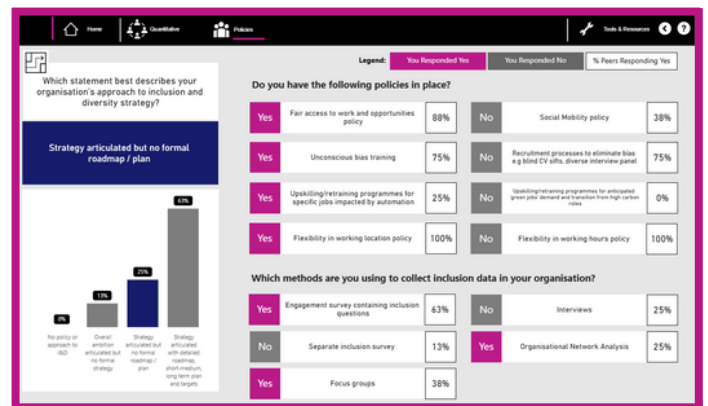 Home
Quantitative
Policies
Tools & Resources
?
Legend:
You Responded Yes
You Responded No
% Peers Responding Yes
Which statement best describes your
organisation's approach to inclusion and
diversity strategy?
Strategy articulated but no formal
roadmap / plan
0%
13%
25%
63%
No policy or
approach to
I&D
Overall
ambition
articulated but
no formal
strategy
Strategy
articulated but
no formal
roadmap /
plan
Strategy
articulated
with detailed
roadmap,
short-medium,
long term plan
and targets
Do you have the following policies in place?
Yes
Fair access to work and opportunities
policy
88%
No
Social Mobility policy
38%
Yes
Unconscious bias training
75%
No
Recruitment processes to eliminate bias
e.g blind CV sifts, diverse interview panel
75%
Yes
Upskilling/retraining programmes for
specific jobs impacted by automation
25%
No
Upskilling/retraining programmes for anticipated
'green jobs' demand and transition from high carbon
roles
0%
Yes
Flexibility in working location policy
100%
No
Flexibility in working hours policy
100%
Which methods are you using to collect inclusion data in your organisation?
Yes
Engagement survey containing inclusion
questions
63%
No
Interviews
25%
No
Separate inclusion survey
13%
Yes
Organisational Network Analysis
25%
Yes
Focus groups
38%